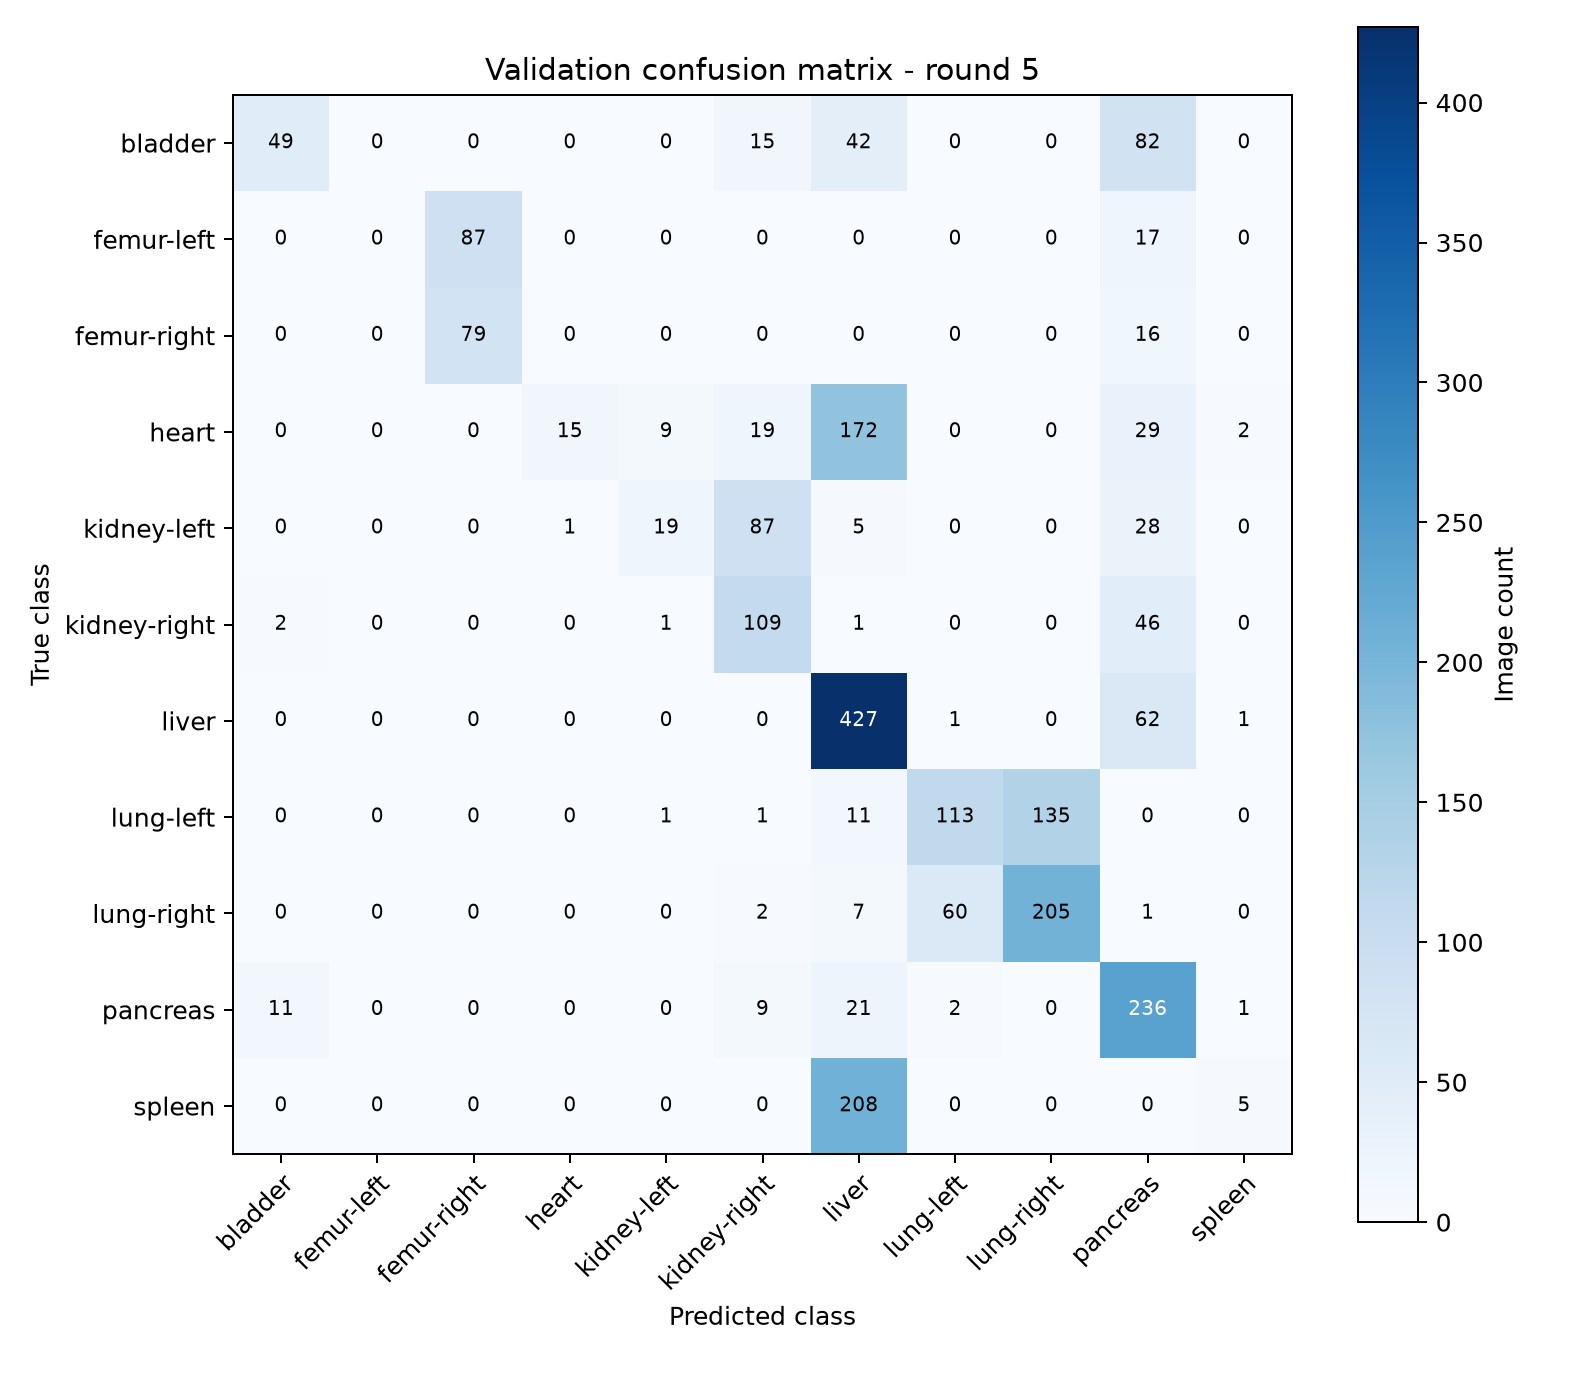 Validation confusion matrix - round 5
bladder 49 0 0 0 0 15 42 0 0 82 0
femur-left 0 0 87 0 0 0 0 0 0 17 0
femur-right 0 0 79 0 0 0 0 0 0 16 0
heart 0 0 0 15 9 19 172 0 0 29 2
kidney-left 0 0 0 1 19 87 5 0 0 28 0
kidney-right 2 0 0 0 1 109 1 0 0 46 0
liver 0 0 0 0 0 0 427 1 0 62 1
lung-left 0 0 0 0 1 1 11 113 135 0 0
lung-right 0 0 0 0 0 2 7 60 205 1 0
pancreas 11 0 0 0 0 9 21 2 0 236 1
spleen 0 0 0 0 0 0 208 0 0 0 5
bladder femur-left femur-right heart kidney-left kidney-right liver lung-left lung-right pancreas spleen
Predicted class
True class
400
350
300
250
200
150
100
50
0
Image count